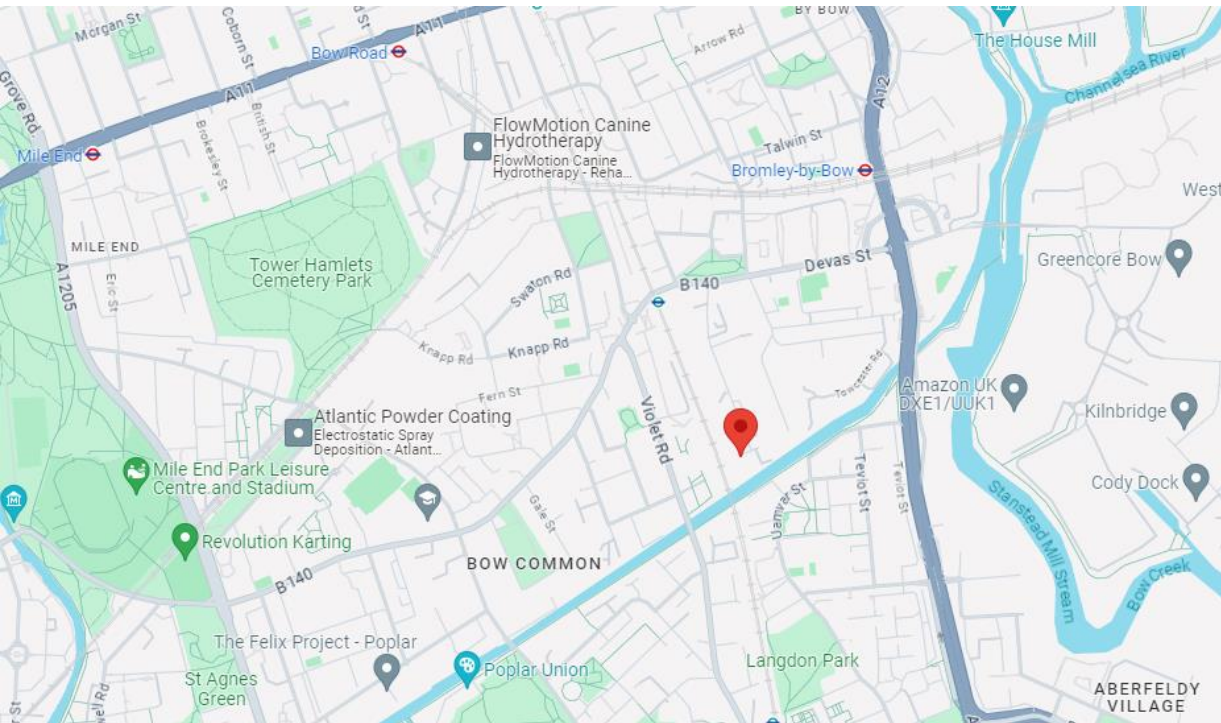 BY BOW
Morgan St
Coborn St
A11
Arrow Rd
The House Mill
Bow Road
Channelsea River
Grove Rd
A11
A12
British St
FlowMotion Canine
Hydrotherapy
FlowMotion Canine
Hydrotherapy - Reha...
Talwin St
Brokesley St
Mile End
Bromley-by-Bow
West
MILE END
Devas St
Greencore Bow
Tower Hamlets
Cemetery Park
A1205
Eric St
Swaton Rd
B140
Knapp Rd
Knapp Rd
Towcester Rd
Fern St
Amazon UK
DXE1/UUK1
Violet Rd
Kilnbridge
Atlantic Powder Coating
Electrostatic Spray
Deposition - Atlant...
Mile End Park Leisure
Centre and Stadium
Teviot St
Teviot St
Cody Dock
Uamvar St
Gale St
Stanstead Mill Stream
Revolution Karting
BOW COMMON
B140
Bow Creek
The Felix Project - Poplar
Poplar Union
Langdon Park
St Agnes
Green
ABERFELDY
VILLAGE